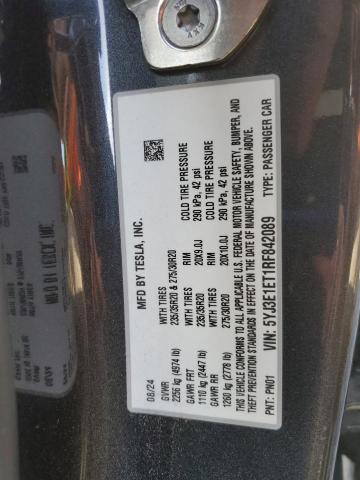 MFD BY TESLA, INC.
08/24
GVWR WITH TIRES
2256 kg (4974 lb) 235/35R20 & 275/30R20
GAWR FRT WITH TIRES RIM COLD TIRE PRESSURE
1110 kg (2447 lb) 235/35R20 20X9.0J 290 kPa, 42 psi
GAWR RR WITH TIRES RIM COLD TIRE PRESSURE
1260 kg (2778 lb) 275/30R20 20X10.0J 290 kPa, 42 psi
THIS VEHICLE CONFORMS TO ALL APPLICABLE U.S. FEDERAL MOTOR VEHICLE SAFETY, BUMPER, AND
THEFT PREVENTION STANDARDS IN EFFECT ON THE DATE OF MANUFACTURE SHOWN ABOVE.
PNT: PN01 VIN: 5YJ3E1ET1RF842089 TYPE: PASSENGER CAR